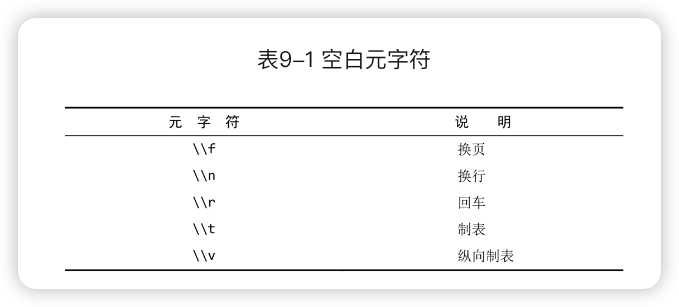 表9-1 空白元字符
元 字 符 说 明
\\f 换页
\\n 换行
\\r 回车
\\t 制表
\\v 纵向制表